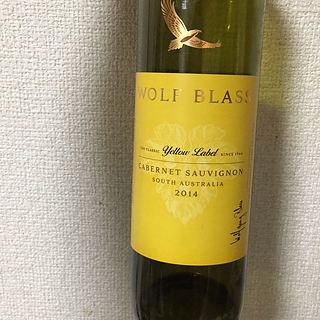 WOLF BLASS
THE CLASSIC Yellow Label SINCE 1966
CABERNET SAUVIGNON
SOUTH AUSTRALIA
2014